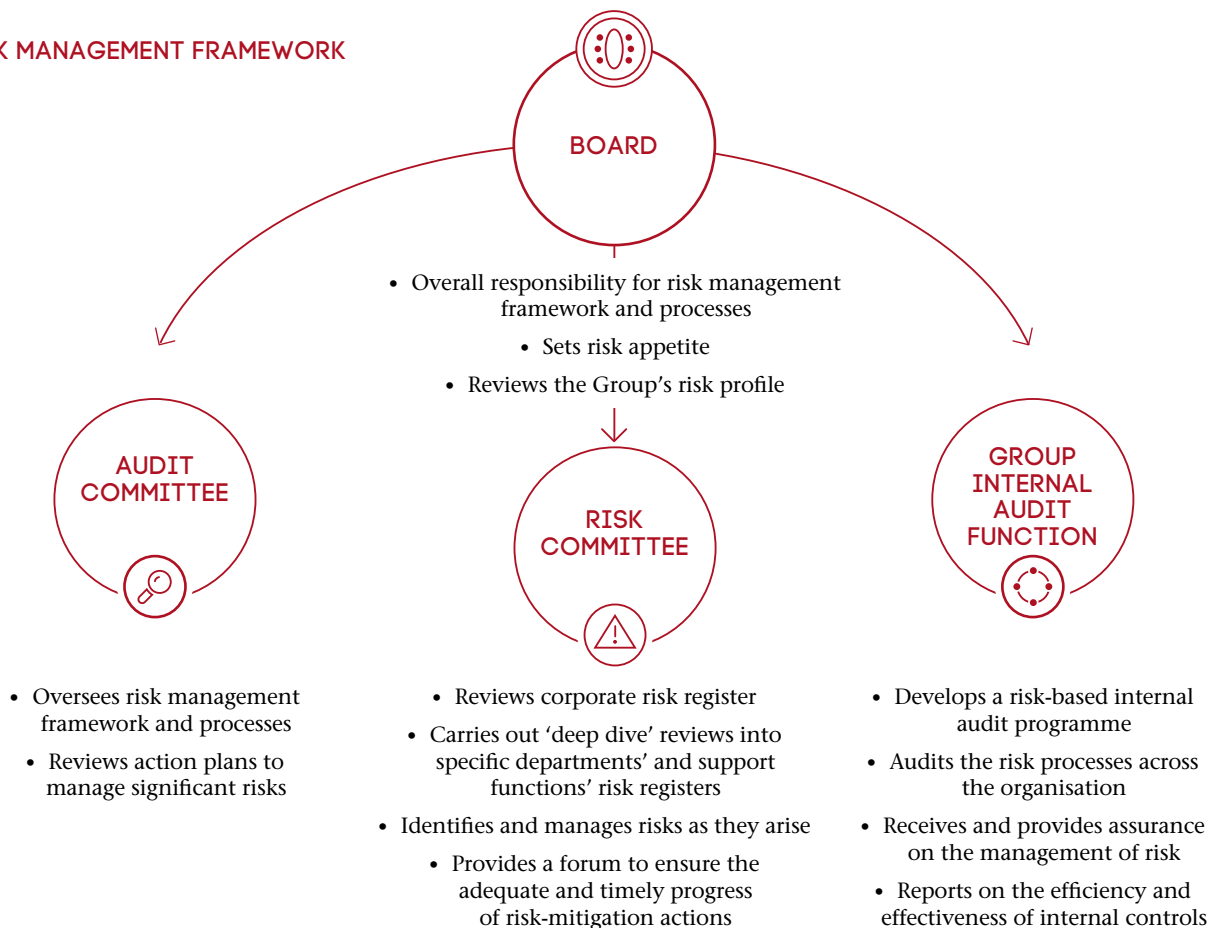 K MANAGEMENT FRAMEWORK
BOARD
• Overall responsibility for risk management
framework and processes
• Sets risk appetite
• Reviews the Group’s risk profile
AUDIT
COMMITTEE
• Oversees risk management
framework and processes
• Reviews action plans to
manage significant risks
RISK
COMMITTEE
• Reviews corporate risk register
• Carries out ‘deep dive’ reviews into
specific departments’ and support
functions’ risk registers
• Identifies and manages risks as they arise
• Provides a forum to ensure the
adequate and timely progress
of risk-mitigation actions
GROUP
INTERNAL
AUDIT
FUNCTION
• Develops a risk-based internal
audit programme
• Audits the risk processes across
the organisation
• Receives and provides assurance
on the management of risk
• Reports on the efficiency and
effectiveness of internal controls